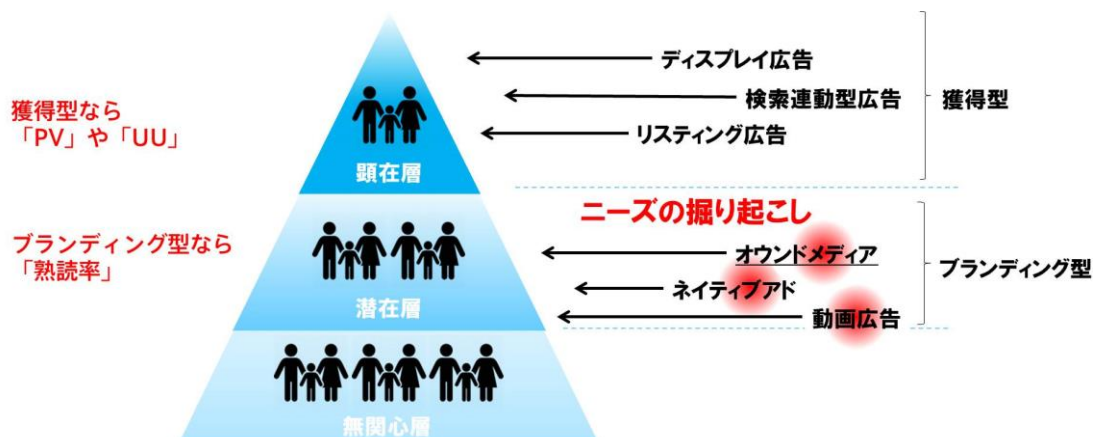 ディスプレイ広告
検索連動型広告
リスティング広告
獲得型
獲得型なら
「PV」や「UU」
顕在層
ニーズの掘り起こし
オウンドメディア
ネイティブアド
動画広告
ブランディング型
ブランディング型なら
「熟読率」
潜在層
無関心層